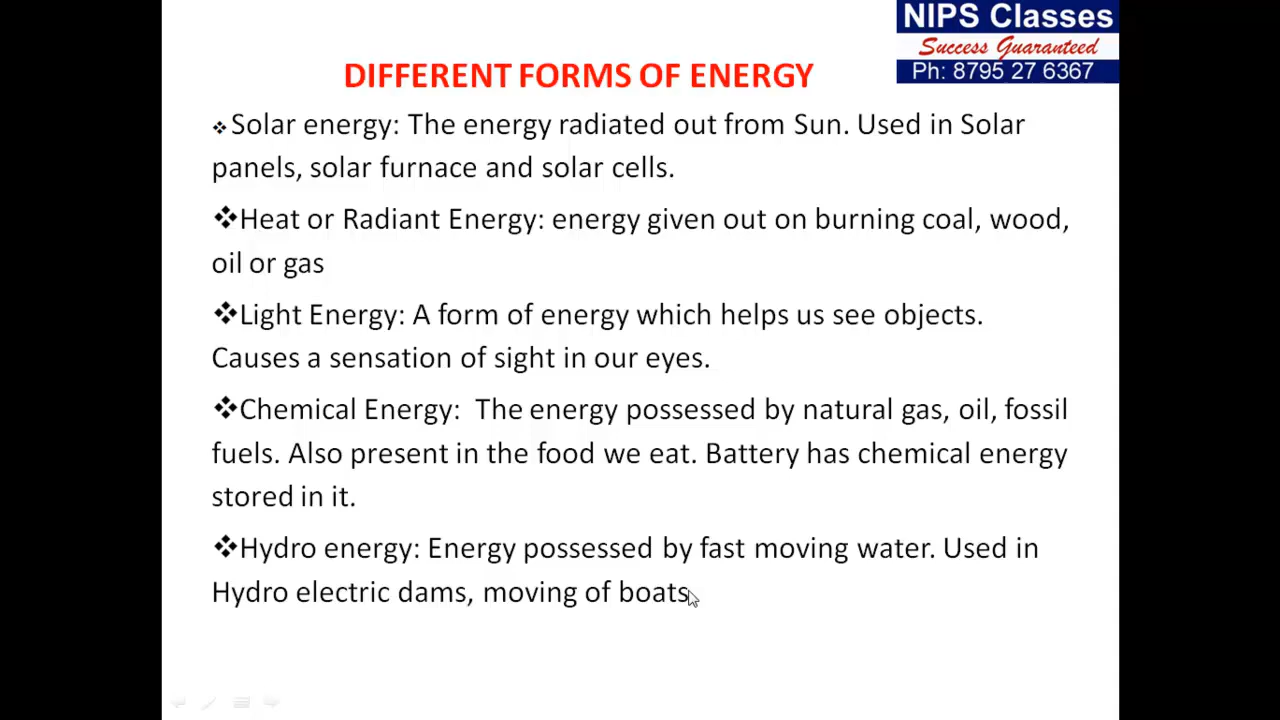 NIPS Classes
Success Guaranteed
Ph: 8795 27 6367
DIFFERENT FORMS OF ENERGY
❖Solar energy: The energy radiated out from Sun. Used in Solar
panels, solar furnace and solar cells.
❖Heat or Radiant Energy: energy given out on burning coal, wood,
oil or gas
❖Light Energy: A form of energy which helps us see objects.
Causes a sensation of sight in our eyes.
❖Chemical Energy:  The energy possessed by natural gas, oil, fossil
fuels. Also present in the food we eat. Battery has chemical energy
stored in it.
❖Hydro energy: Energy possessed by fast moving water. Used in
Hydro electric dams, moving of boats.